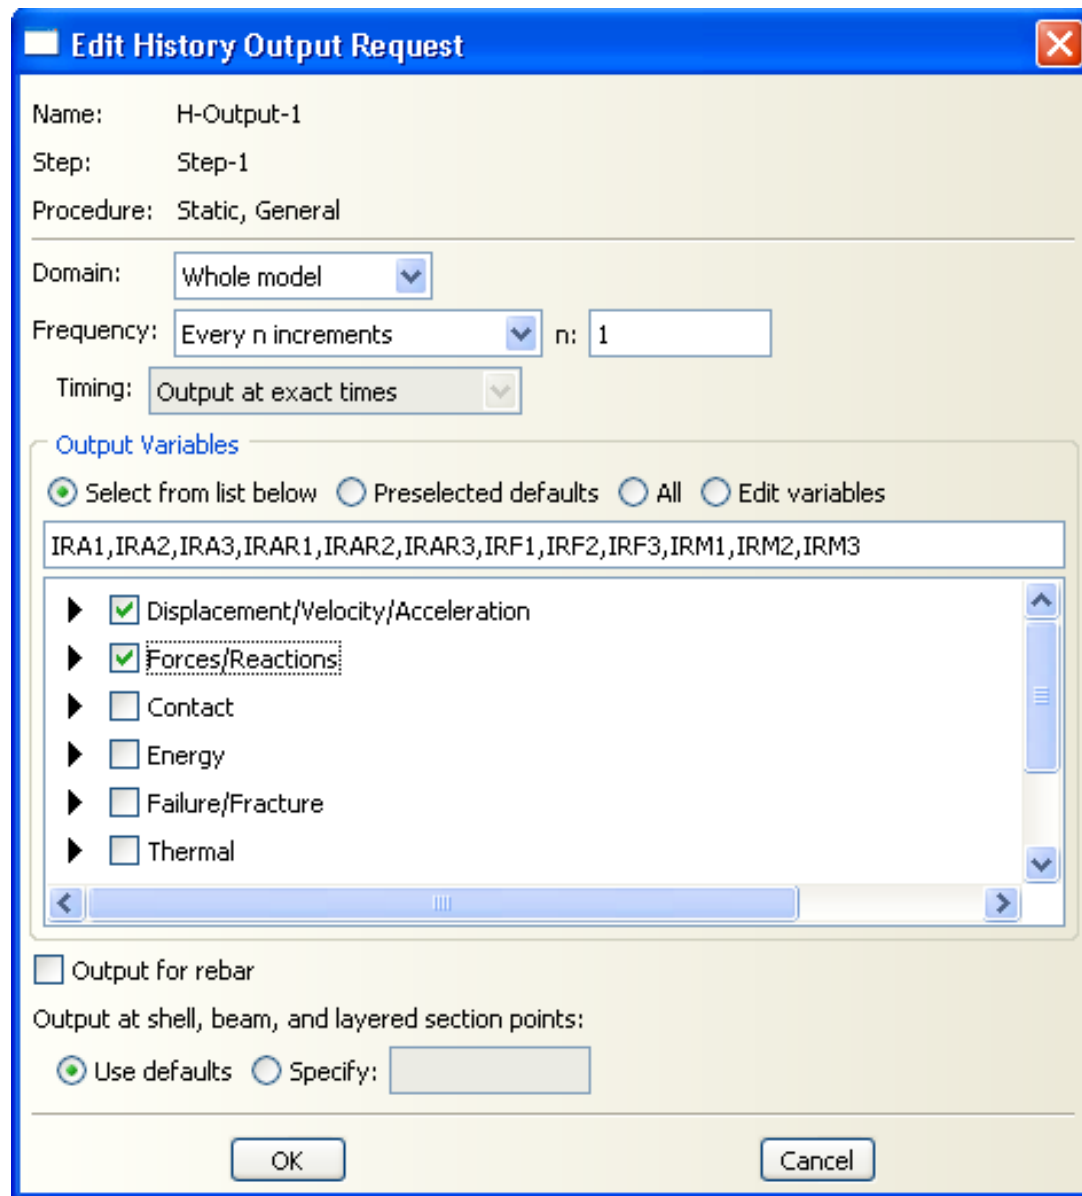 Edit History Output Request
Name: H-Output-1
Step: Step-1
Procedure: Static, General
Domain: Whole model
Frequency: Every n increments n: 1
Timing: Output at exact times
Output Variables
Select from list below Preselected defaults All Edit variables
IRA1,IRA2,IRA3,IRAR1,IRAR2,IRAR3,IRF1,IRF2,IRF3,IRM1,IRM2,IRM3
Displacement/Velocity/Acceleration
Forces/Reactions
Contact
Energy
Failure/Fracture
Thermal
Output for rebar
Output at shell, beam, and layered section points:
Use defaults Specify:
OK Cancel